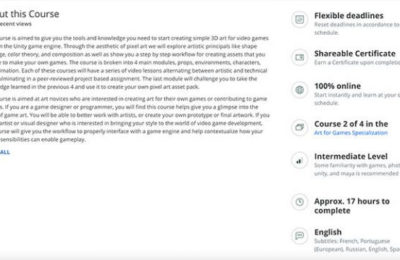 ut this Course
recent views
ourse is aimed to give you the tools and knowledge you need to start creating simple 3D art for video games
n the Unity game engine. Through the aesthetic of pixel art we will explore artistic principles like shape
ge, color theory, and composition as well as show you a step by step workflow for creating assets that you
e to make your own games. The course is broken into 4 main modules, props, environments, characters,
imation. Each of these courses will have a series of video lessons alternating between artistic and technical
ulminating in a peer-reviewed project based assignment. The last module will challenge you to take the
ledge learned in the previous 4 and use it to create your own pixel art asset pack.
ourse is aimed at art novices who are interested in creating art for their own games or contributing to game
s. If you are a game designer or programmer, you will find this course will give you a glimpse into the
of game art. You will be able to better work with artists, or create your own prototype or final artwork. If you
artist or visual designer who is interested in bringing your style to the world of video game development,
urse will give you the workflow to properly interface with a game engine and help contextualize how your
sensibilities can enable gameplay.
ALL
Flexible deadlines
Reset deadlines in accordance to
schedule.
Shareable Certificate
Earn a Certificate upon completio
100% online
Start instantly and learn at your o
schedule.
Course 2 of 4 in the
Art for Games Specialization
Intermediate Level
Some familiarity with games, phot
unity, and maya is recommended
Approx. 17 hours to
complete
English
Subtitles: French, Portuguese
(European), Russian, English, Spa